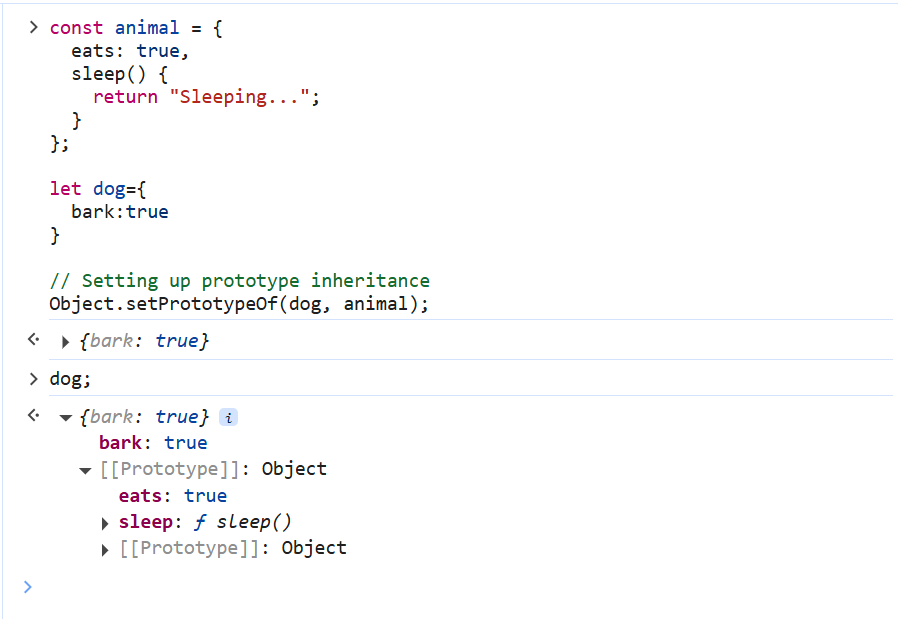 > const animal = {
  eats: true,
  sleep() {
    return "Sleeping...";
  }
};

let dog={
  bark:true
}

// Setting up prototype inheritance
Object.setPrototypeOf(dog, animal);
{bark: true}
> dog;
{bark: true} i
bark: true
[[Prototype]]: Object
eats: true
sleep: ƒ sleep()
[[Prototype]]: Object
>